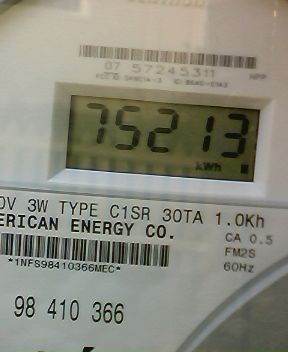 07 57245311
75213
kWh
0V 3W TYPE C1SR 30TA 1.0Kh
ERICAN ENERGY CO.
CA 0.5
*1NFS98410366MEC*
FM2S
60Hz
98 410 366